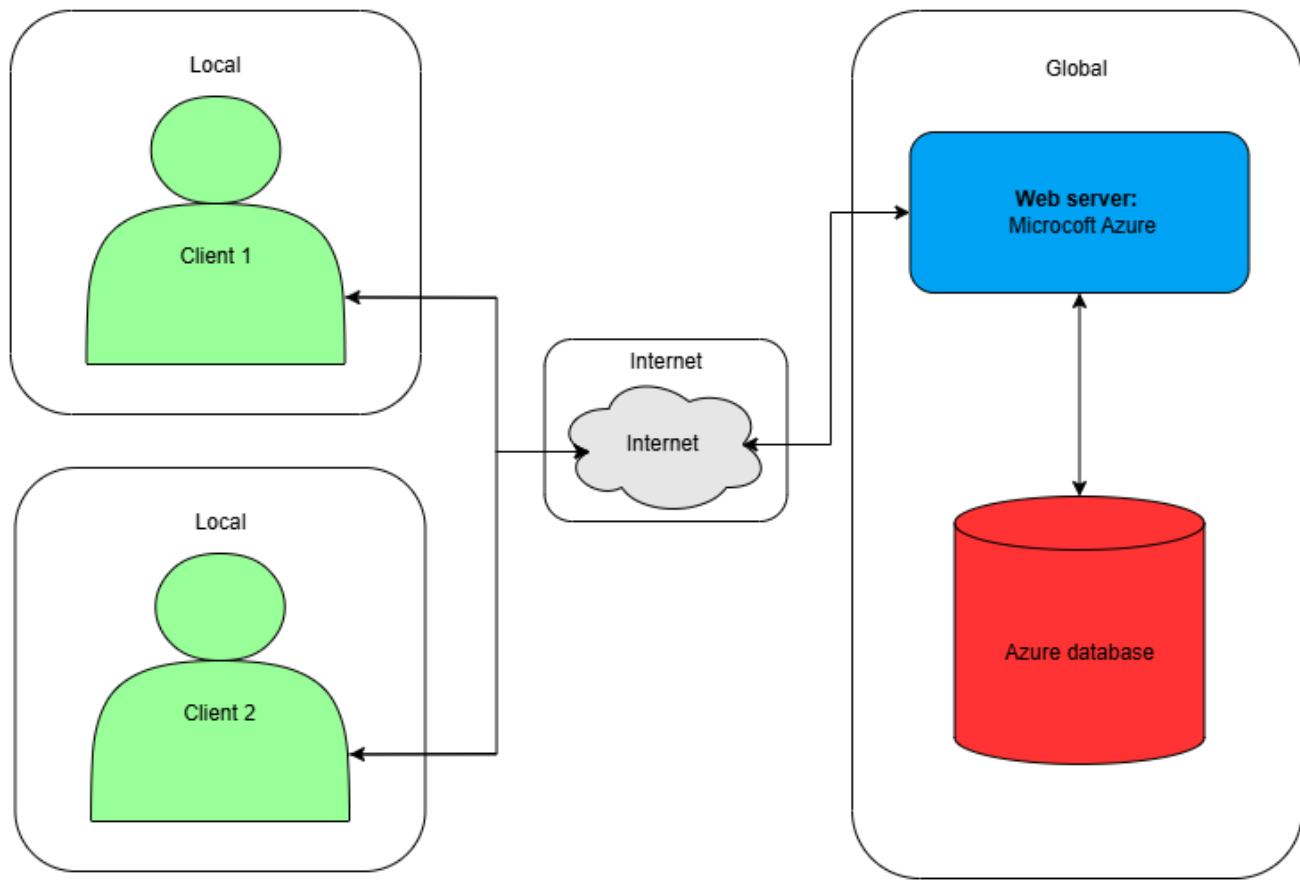 Local
Client 1
Local
Client 2
Internet
Internet
Global
Web server:
Microcoft Azure
Azure database